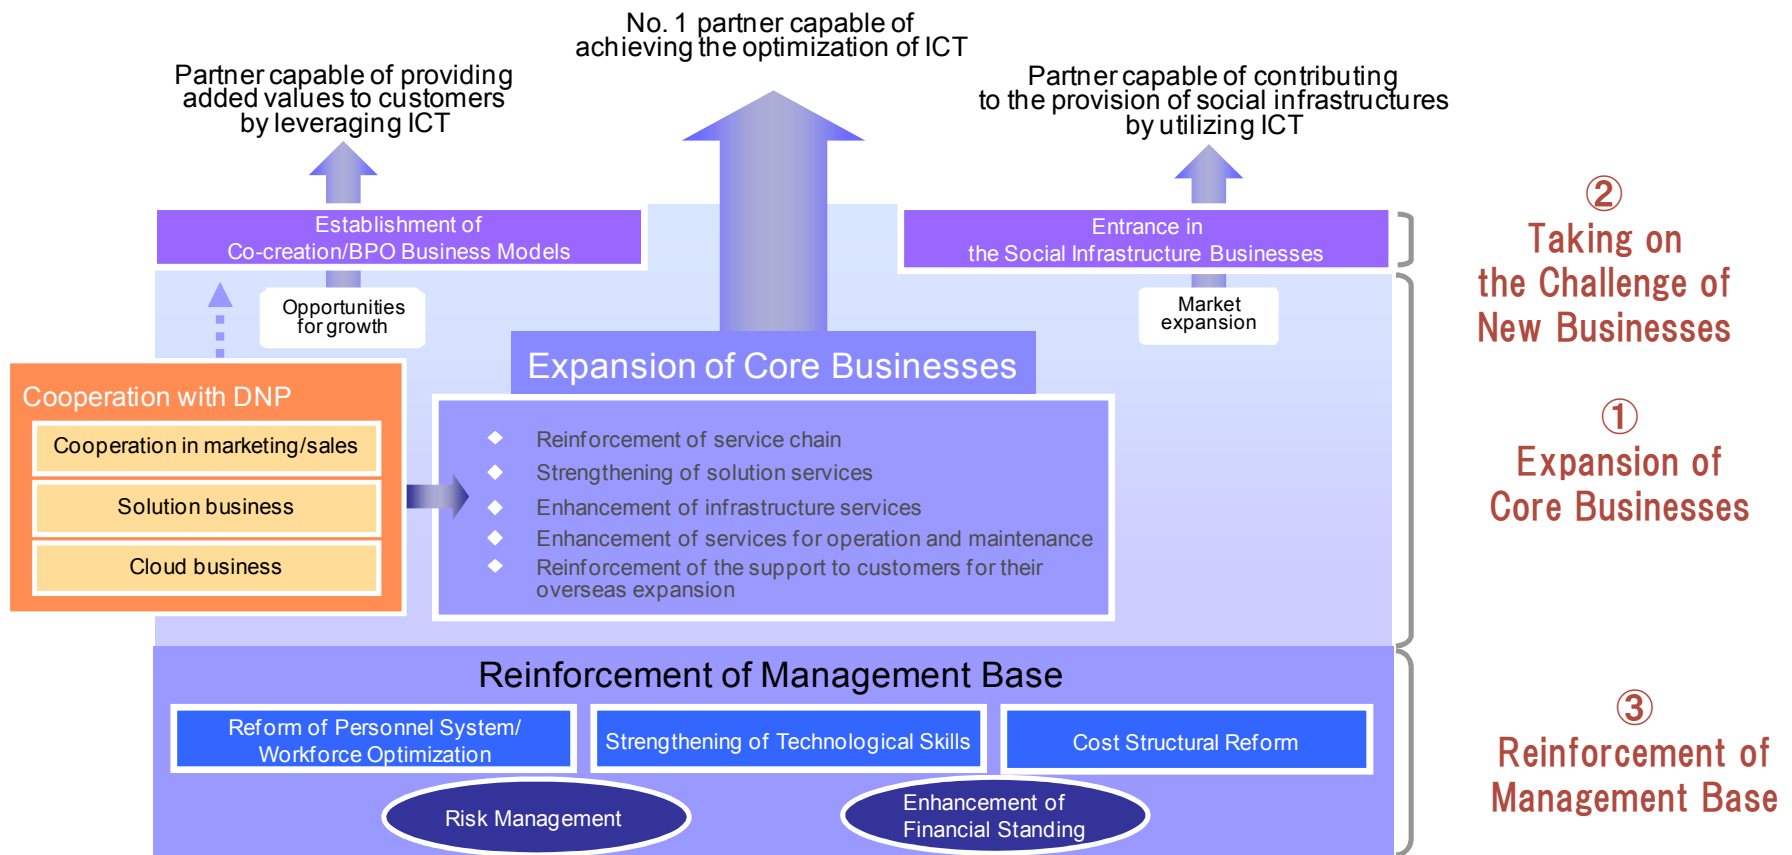 No. 1 partner capable of
achieving the optimization of ICT
Partner capable of providing
added values to customers
by leveraging ICT
Partner capable of contributing
to the provision of social infrastructures
by utilizing ICT
Establishment of
Co-creation/BPO Business Models
Entrance in
the Social Infrastructure Businesses
②
Taking on
the Challenge of
New Businesses
Opportunities
for growth
Market
expansion
Expansion of Core Businesses
Cooperation with DNP
Cooperation in marketing/sales
Solution business
Cloud business
◆ Reinforcement of service chain
◆ Strengthening of solution services
◆ Enhancement of infrastructure services
◆ Enhancement of services for operation and maintenance
◆ Reinforcement of the support to customers for their
overseas expansion
①
Expansion of
Core Businesses
Reinforcement of Management Base
Reform of Personnel System/
Workforce Optimization
Strengthening of Technological Skills
Cost Structural Reform
Risk Management
Enhancement of
Financial Standing
③
Reinforcement of
Management Base